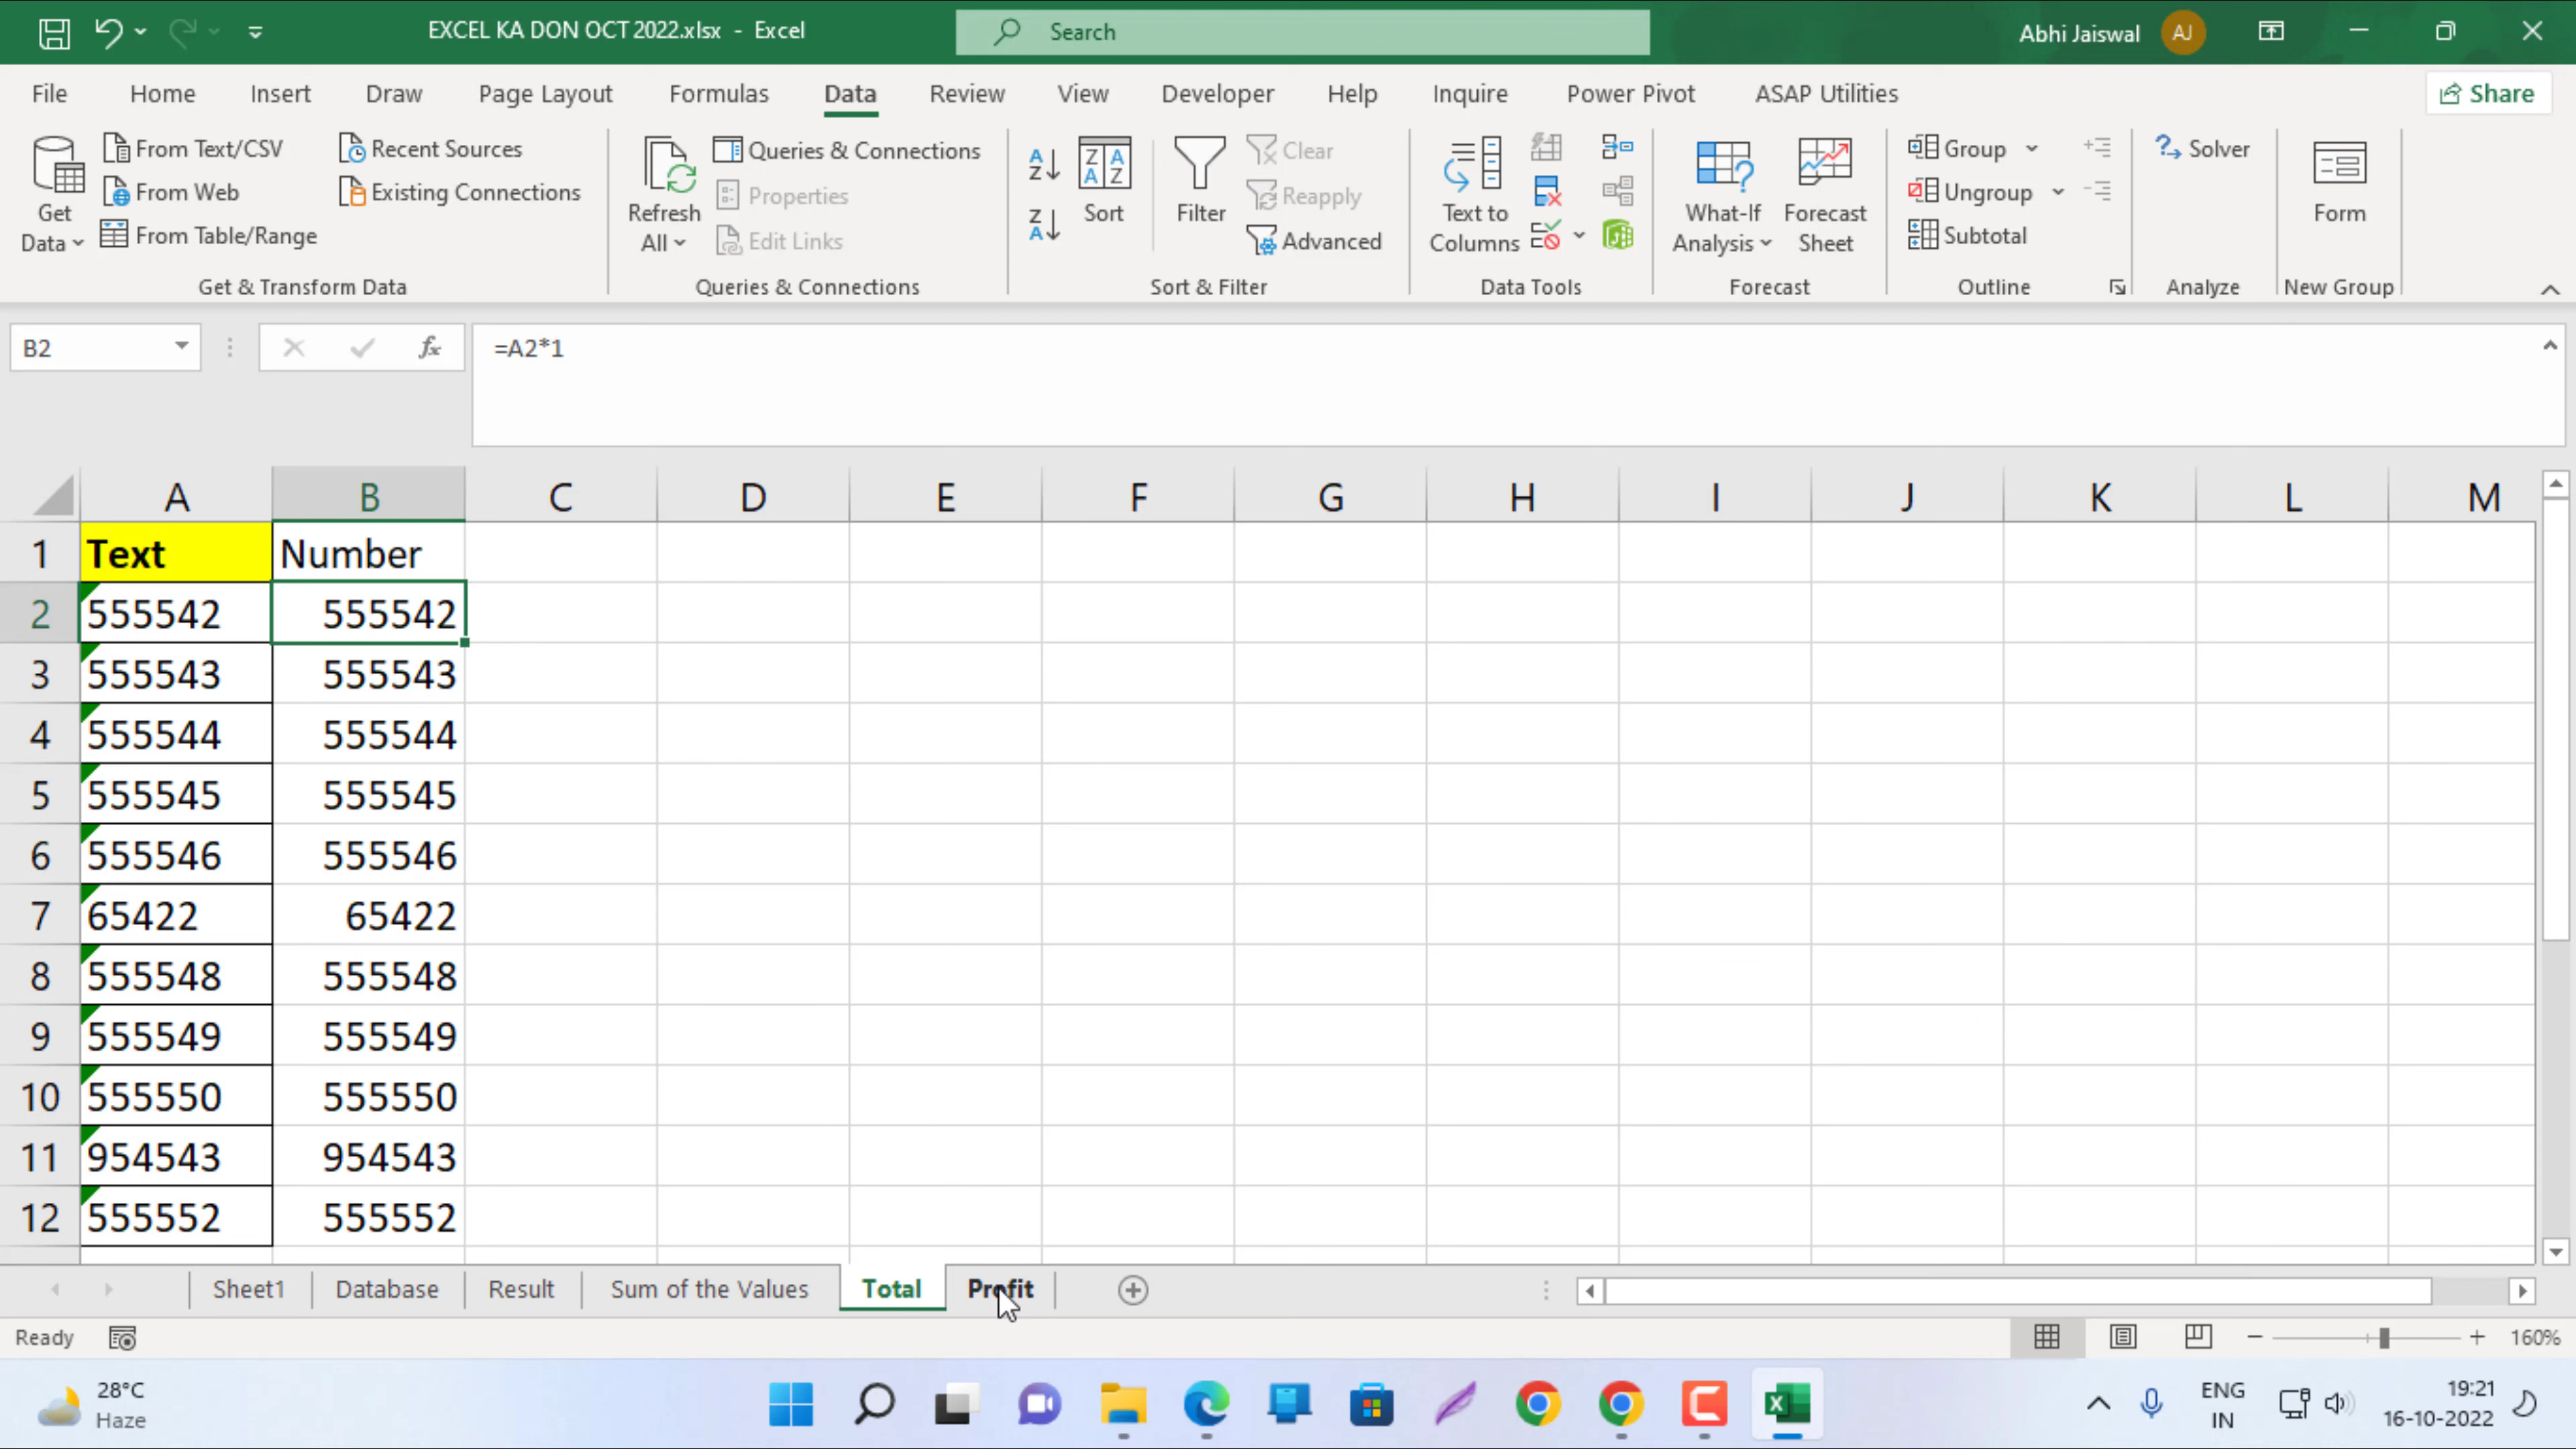 EXCEL KA DON OCT 2022.xlsx - Excel
Search
Abhi Jaiswal AJ
File Home Insert Draw Page Layout Formulas Data Review View Developer Help Inquire Power Pivot ASAP Utilities Share
Get Data
From Text/CSV
From Web
From Table/Range
Recent Sources
Existing Connections
Get & Transform Data
Refresh All
Queries & Connections
Properties
Edit Links
Queries & Connections
Sort
Filter
Clear
Reapply
Advanced
Sort & Filter
Text to Columns
Data Tools
What-If Analysis
Forecast Sheet
Forecast
Group
Ungroup
Subtotal
Outline
Solver
Analyze
Form
New Group
B2 fx =A2*1
A B C D E F G H I J K L M
1 Text Number
2 555542 555542
3 555543 555543
4 555544 555544
5 555545 555545
6 555546 555546
7 65422 65422
8 555548 555548
9 555549 555549
10 555550 555550
11 954543 954543
12 555552 555552
Sheet1 Database Result Sum of the Values Total Profit
Ready 160%
28°C
Haze
ENG
IN
19:21
16-10-2022